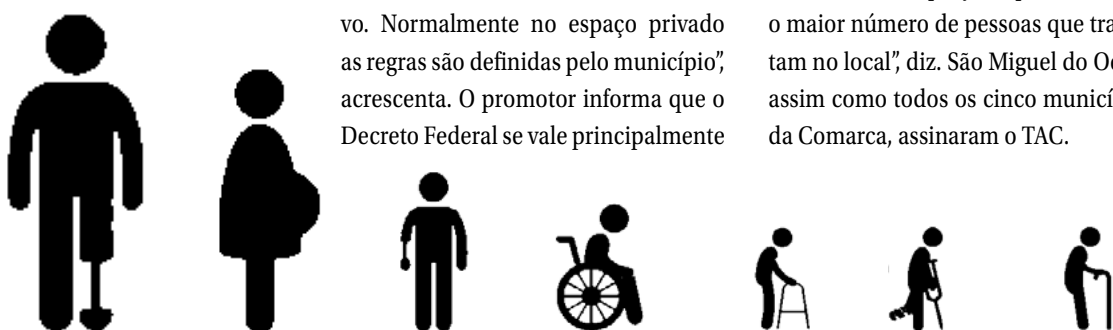 vo. Normalmente no espaço privado
as regras são definidas pelo município",
acrescenta. O promotor informa que o
Decreto Federal se vale principalmente
o maior número de pessoas que tra
tam no local", diz. São Miguel do
assim como todos os cinco municí
da Comarca, assinaram o TAC.